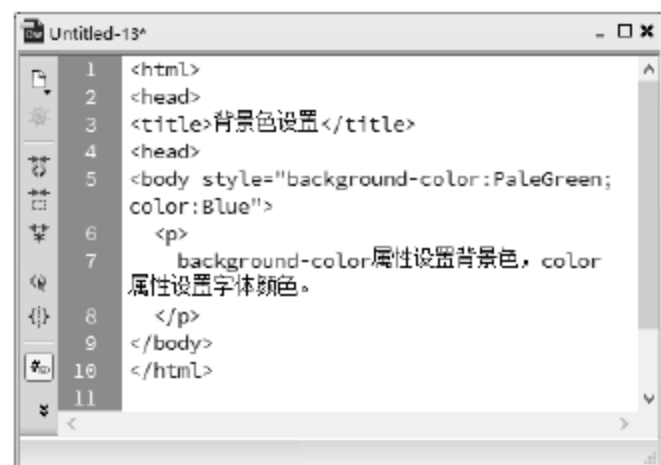 Untitled-13*
1 <html>
2 <head>
3 <title>背景色设置</title>
4 <head>
5 <body style="background-color:PaleGreen;
color:Blue">
6 <p>
7 background-color属性设置背景色，color
属性设置字体颜色。
8 </p>
9 </body>
10 </html>
11